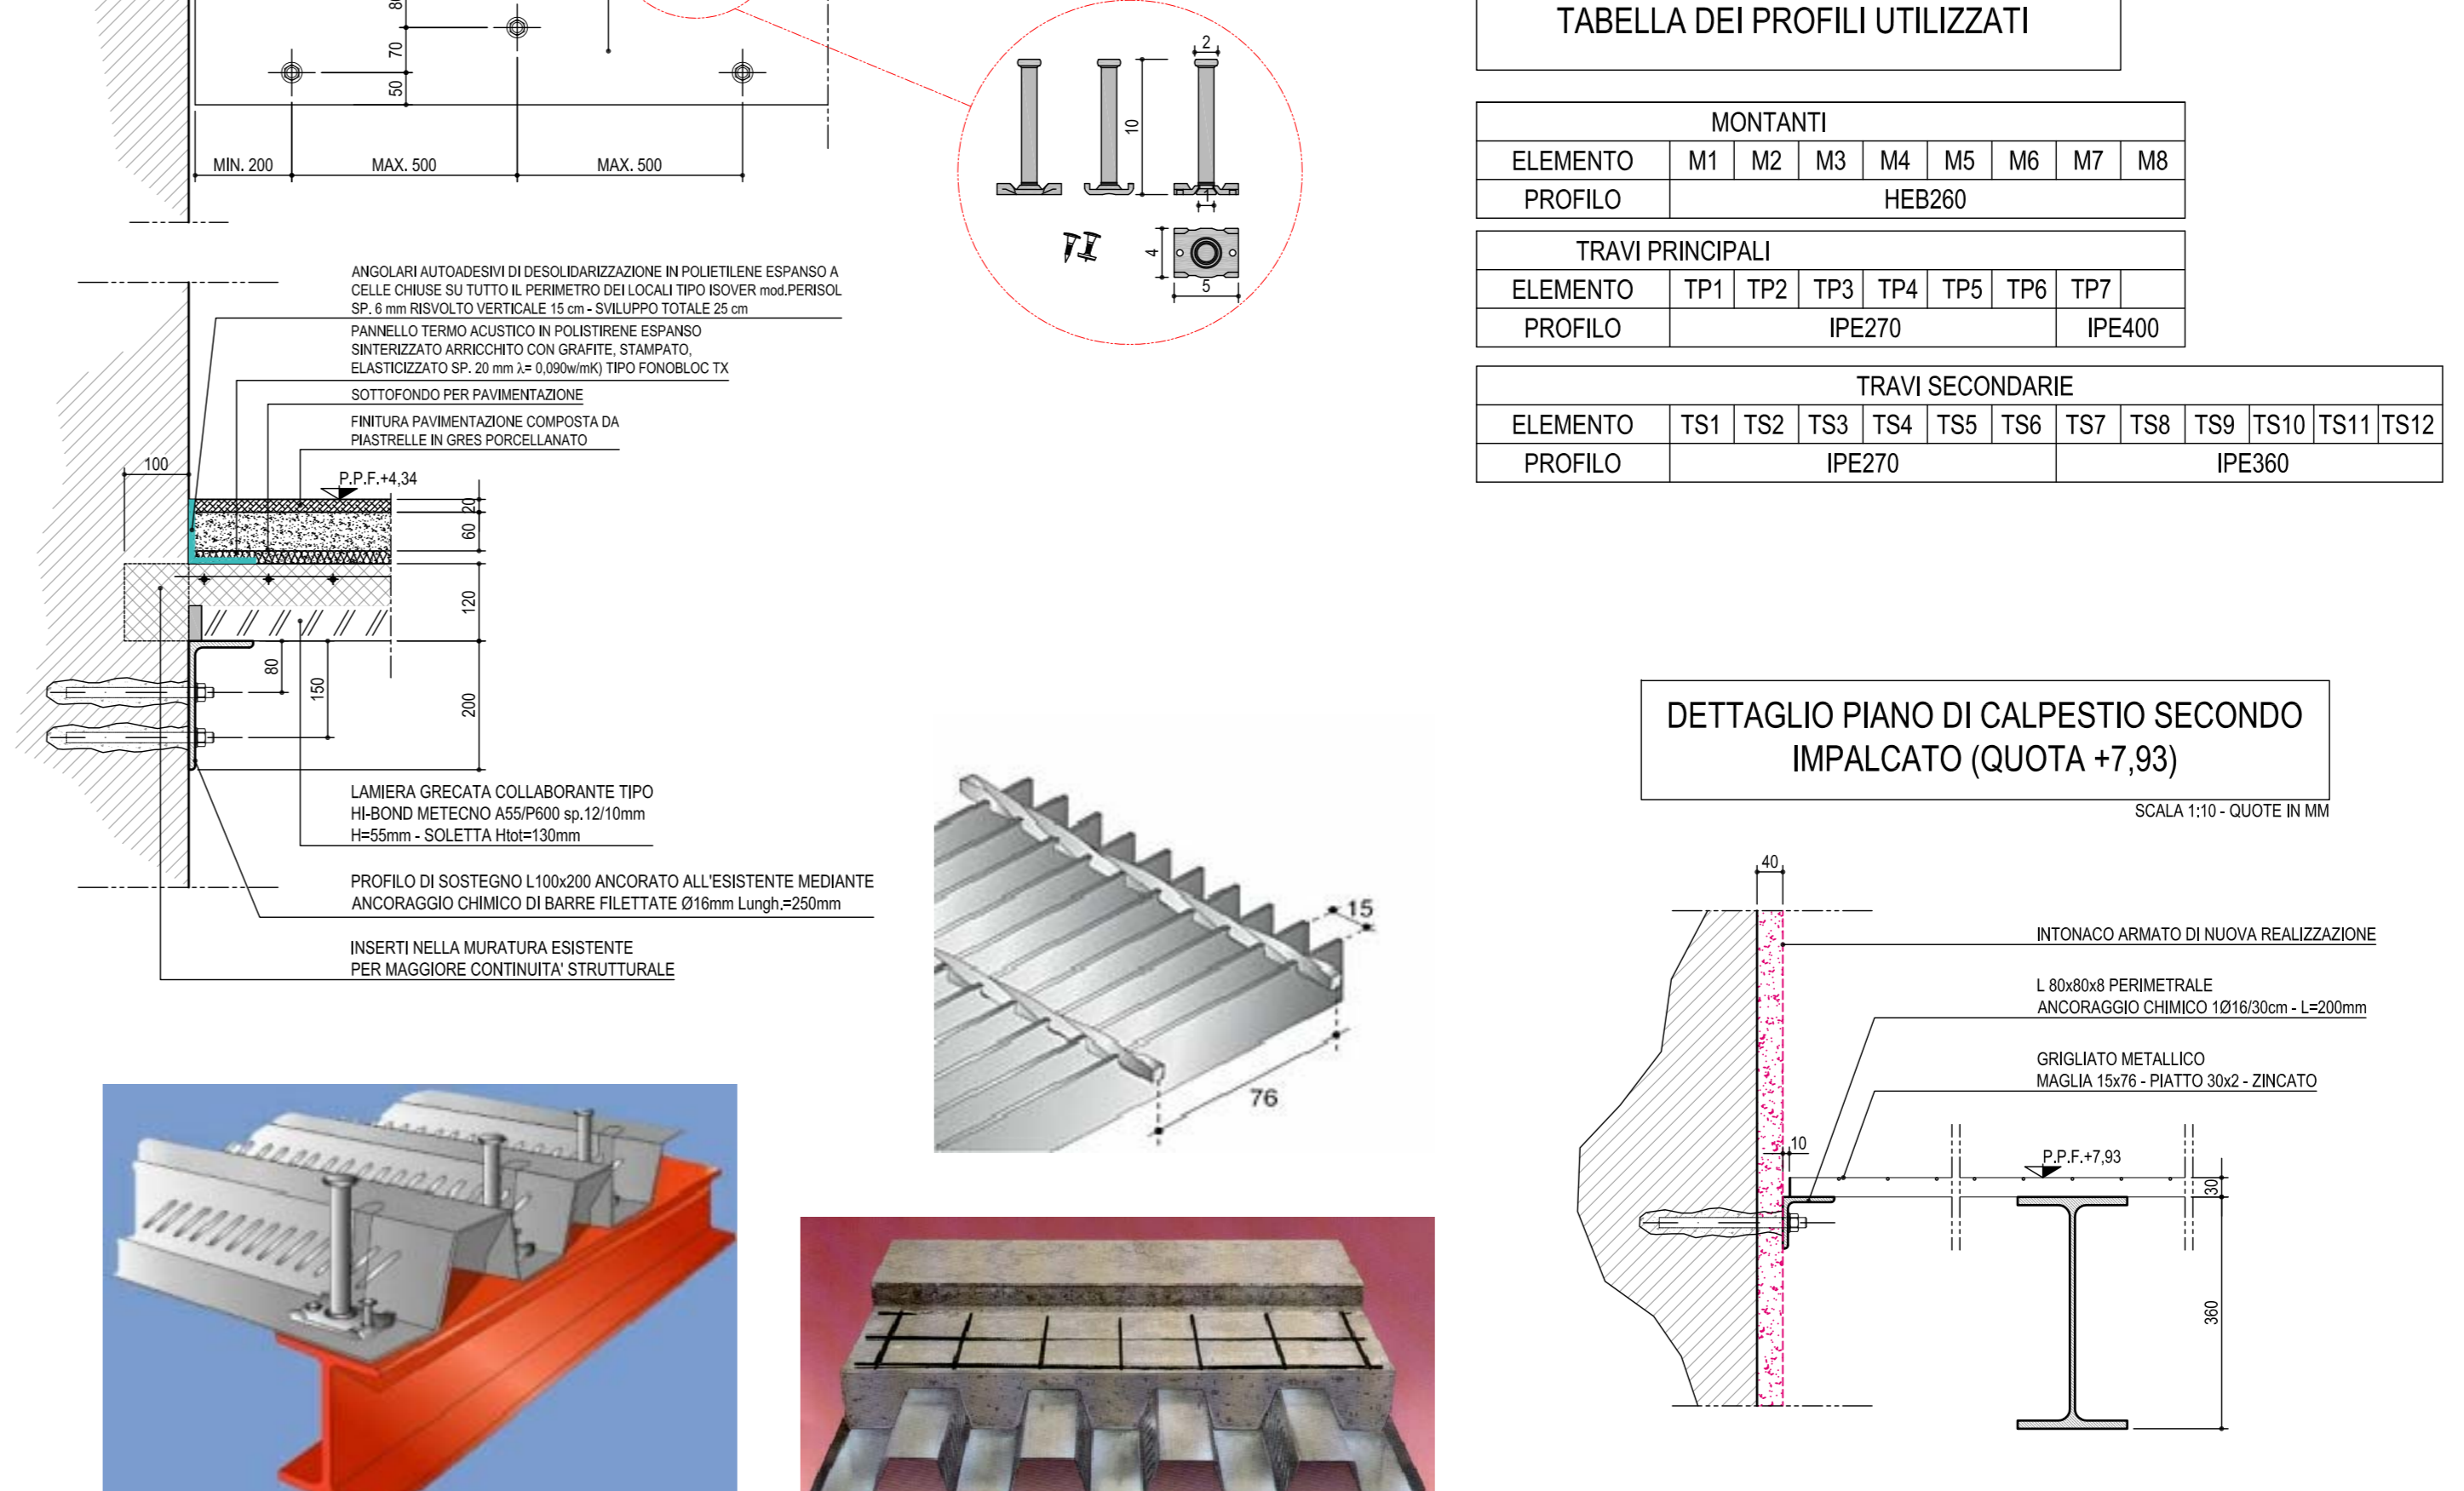 80
70
50
MIN. 200
MAX. 500
MAX. 500
2
10
1
4
5
ANGOLARI AUTOADESIVI DI DESOLIDARIZZAZIONE IN POLIETILENE ESPANSO A
CELLE CHIUSE SU TUTTO IL PERIMETRO DEI LOCALI TIPO ISOVER mod.PERISOL
SP. 6 mm RISVOLTO VERTICALE 15 cm - SVILUPPO TOTALE 25 cm
PANNELLO TERMO ACUSTICO IN POLISTIRENE ESPANSO
SINTERIZZATO ARRICCHITO CON GRAFITE, STAMPATO,
ELASTICIZZATO SP. 20 mm λ= 0,090w/mK) TIPO FONOBLOC TX
SOTTOFONDO PER PAVIMENTAZIONE
FINITURA PAVIMENTAZIONE COMPOSTA DA
PIASTRELLE IN GRES PORCELLANATO
100
P.P.F.+4,34
20
60
120
80
150
200
LAMIERA GRECATA COLLABORANTE TIPO
HI-BOND METECNO A55/P600 sp.12/10mm
H=55mm - SOLETTA Htot=130mm
PROFILO DI SOSTEGNO L100x200 ANCORATO ALL'ESISTENTE MEDIANTE
ANCORAGGIO CHIMICO DI BARRE FILETTATE Ø16mm Lungh.=250mm
INSERTI NELLA MURATURA ESISTENTE
PER MAGGIORE CONTINUITA' STRUTTURALE
15
76
TABELLA DEI PROFILI UTILIZZATI
MONTANTI
ELEMENTO M1 M2 M3 M4 M5 M6 M7 M8
PROFILO HEB260
TRAVI PRINCIPALI
ELEMENTO TP1 TP2 TP3 TP4 TP5 TP6 TP7
PROFILO IPE270 IPE400
TRAVI SECONDARIE
ELEMENTO TS1 TS2 TS3 TS4 TS5 TS6 TS7 TS8 TS9 TS10 TS11 TS12
PROFILO IPE270 IPE360
DETTAGLIO PIANO DI CALPESTIO SECONDO
IMPALCATO (QUOTA +7,93)
SCALA 1:10 - QUOTE IN MM
40
INTONACO ARMATO DI NUOVA REALIZZAZIONE
L 80x80x8 PERIMETRALE
ANCORAGGIO CHIMICO 1Ø16/30cm - L=200mm
GRIGLIATO METALLICO
MAGLIA 15x76 - PIATTO 30x2 - ZINCATO
10
P.P.F.+7,93
30
360